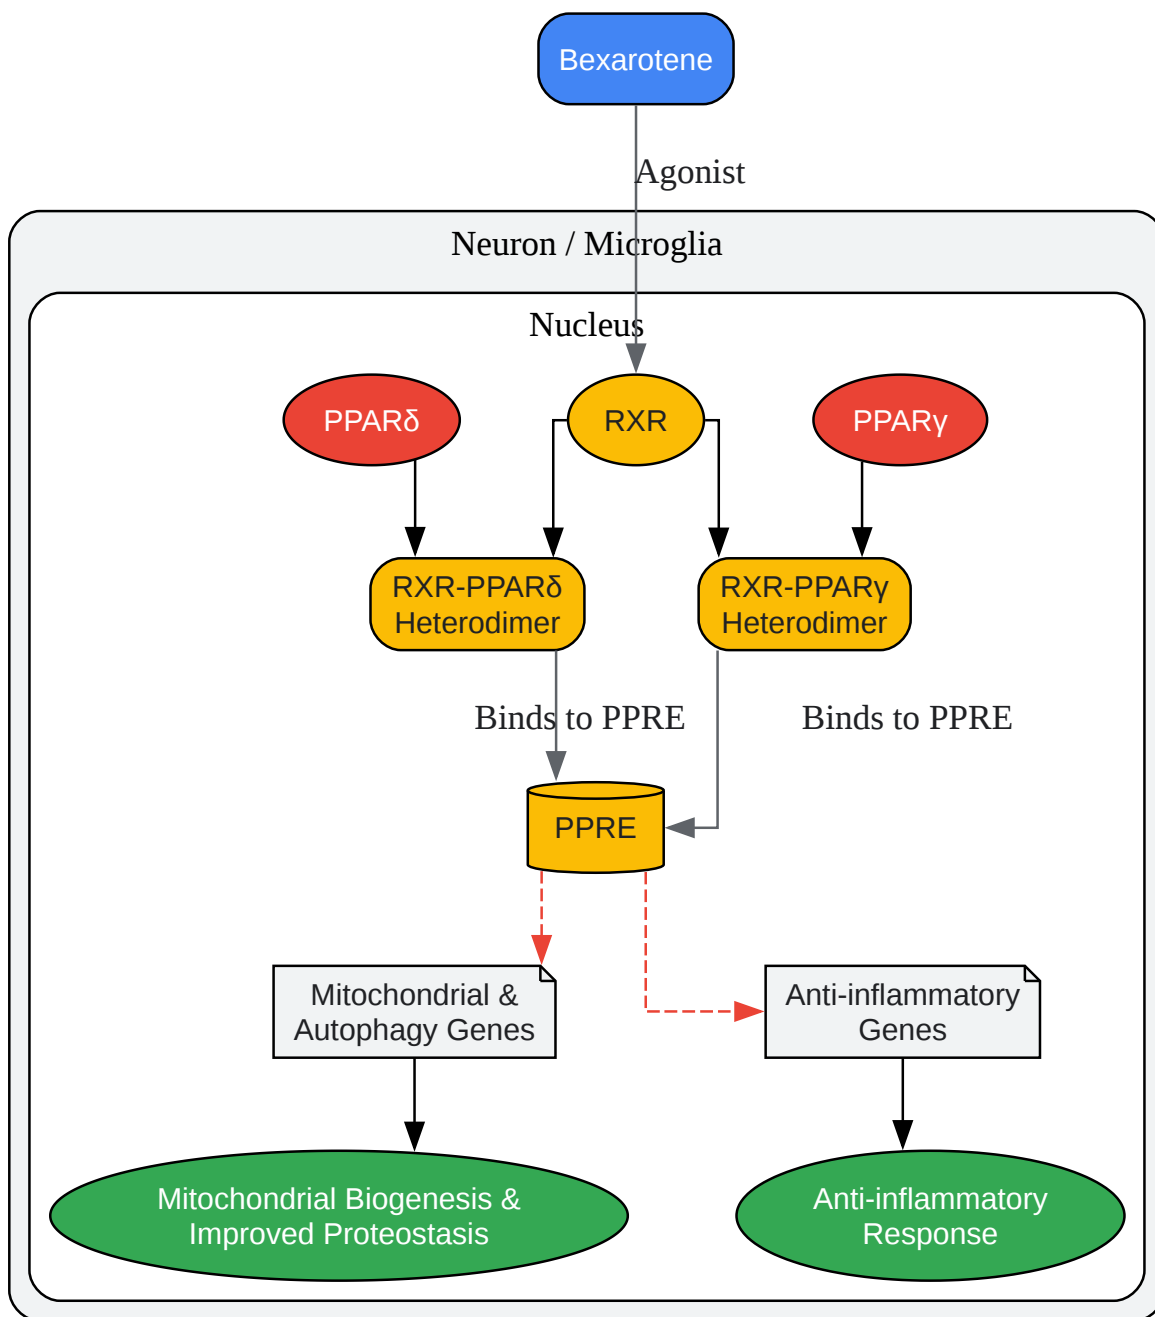 Bexarotene
Agonist
Neuron / Microglia
Nucleus
PPARδ
RXR
PPARγ
RXR-PPARδ
Heterodimer
RXR-PPARγ
Heterodimer
Binds to PPRE
Binds to PPRE
PPRE
Mitochondrial &
Autophagy Genes
Anti-inflammatory
Genes
Mitochondrial Biogenesis &
Improved Proteostasis
Anti-inflammatory
Response